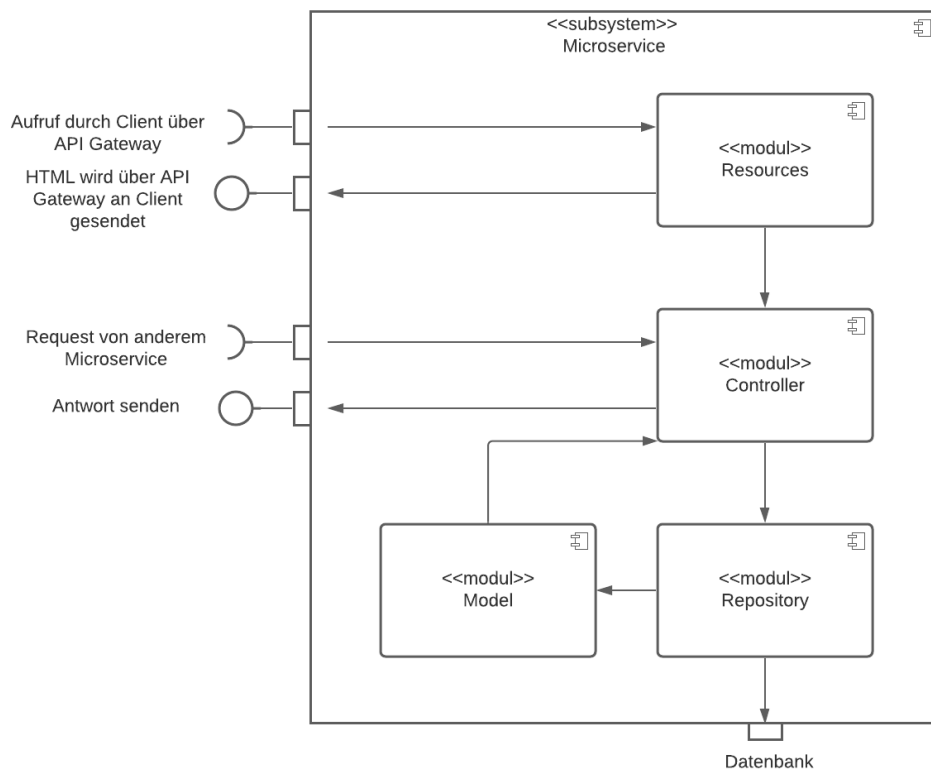 <<subsystem>>
Microservice
Aufruf durch Client über
API Gateway
HTML wird über API
Gateway an Client
gesendet
<<modul>>
Resources
Request von anderem
Microservice
Antwort senden
<<modul>>
Controller
<<modul>>
Model
<<modul>>
Repository
Datenbank